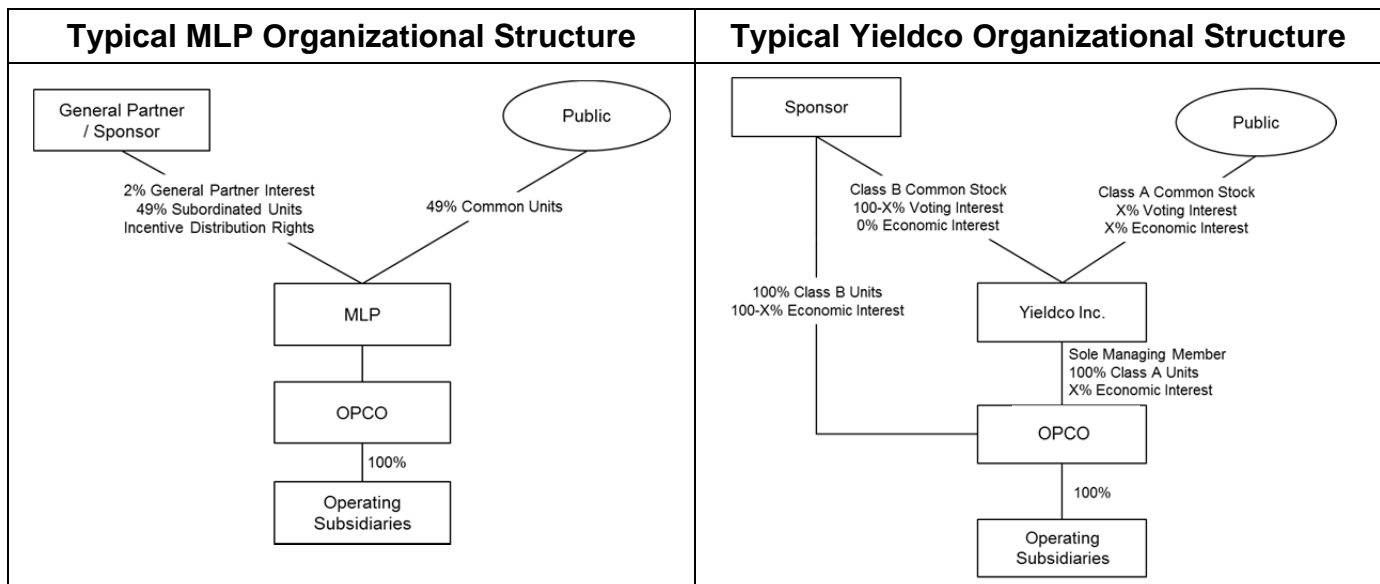 Typical MLP Organizational Structure
General Partner
/ Sponsor
Public
2% General Partner Interest
49% Subordinated Units
Incentive Distribution Rights
49% Common Units
MLP
OPCO
100%
Operating
Subsidiaries
Typical Yieldco Organizational Structure
Sponsor
Public
Class B Common Stock
100-X% Voting Interest
0% Economic Interest
Class A Common Stock
X% Voting Interest
X% Economic Interest
100% Class B Units
100-X% Economic Interest
Yieldco Inc.
Sole Managing Member
100% Class A Units
X% Economic Interest
OPCO
100%
Operating
Subsidiaries